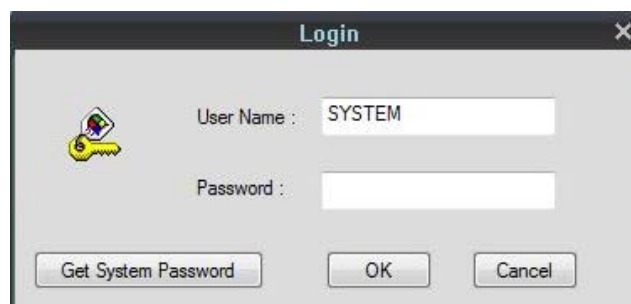 Login
User Name : SYSTEM
Password :
Get System Password OK Cancel